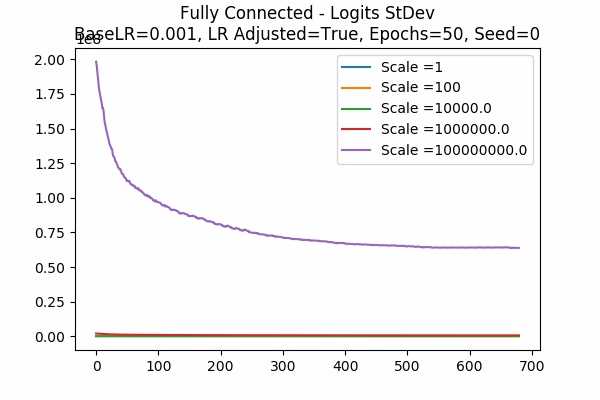 Fully Connected - Logits StDev
BaseLR=0.001, LR Adjusted=True, Epochs=50, Seed=0
1e8
2.00
1.75
1.50
1.25
1.00
0.75
0.50
0.25
0.00
Scale =1
Scale =100
Scale =10000.0
Scale =1000000.0
Scale =100000000.0
0
100
200
300
400
500
600
700